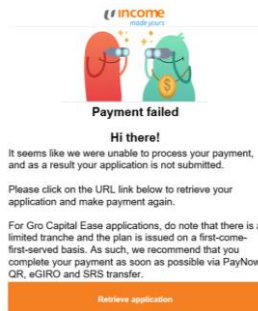 income
made yours
Payment failed
Hi there!
It seems like we were unable to process your payment,
and as a result your application is not submitted.
Please click on the URL link below to retrieve your
application and make payment again.
For Gro Capital Ease applications, do note that there is a
limited tranche and the plan is issued on a first-come-
first-served basis. As such, we recommend that you
complete your payment as soon as possible via PayNow
QR, eGIRO and SRS transfer.
Retrieve application